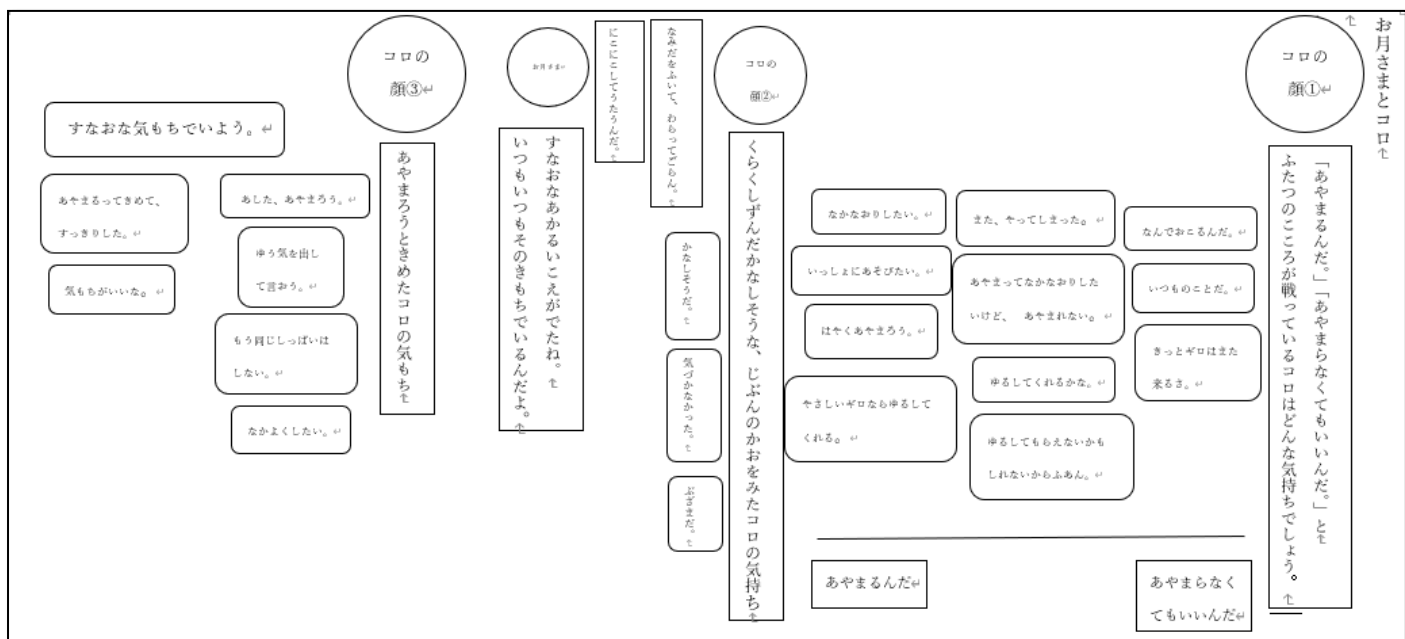 お月さまとコロ
コロの
顔①
「あやまるんだ。」「あやまらなくてもいいんだ。」と
ふたつのこころが戦っているコロはどんな気持ちでしょう。
なんでおこるんだ。
いつものことだ。
きっとギロはまた
来るさ。
また、やってしまった。
あやまってなかなおりした
いけど、　あやまれない。
ゆるしてくれるかな。
ゆるしてもらえないかも
しれないからふあん。
なかなおりしたい。
いっしょにあそびたい。
はやくあやまろう。
やさしいギロならゆるして
くれる。
あやまらなく
てもいいんだ
あやまるんだ
コロの
顔②
くらくしずんだかなしそうな、じぶんのかおをみたコロの気持ち
かなしそうだ。
気づかなかった。
ぶざまだ。
なみだをふいて、わらってごらん。
にこにこしてうたうんだ。
お月さま
すなおなあかるいこえがでたね。
いつもいつもそのきもちでいるんだよ。
コロの
顔③
あやまろうときめたコロの気もち
あした、あやまろう。
ゆう気を出し
て言おう。
もう同じしっぱいは
しない。
なかよくしたい。
すなおな気もちでいよう。
あやまるってきめて、
すっきりした。
気もちがいいな。